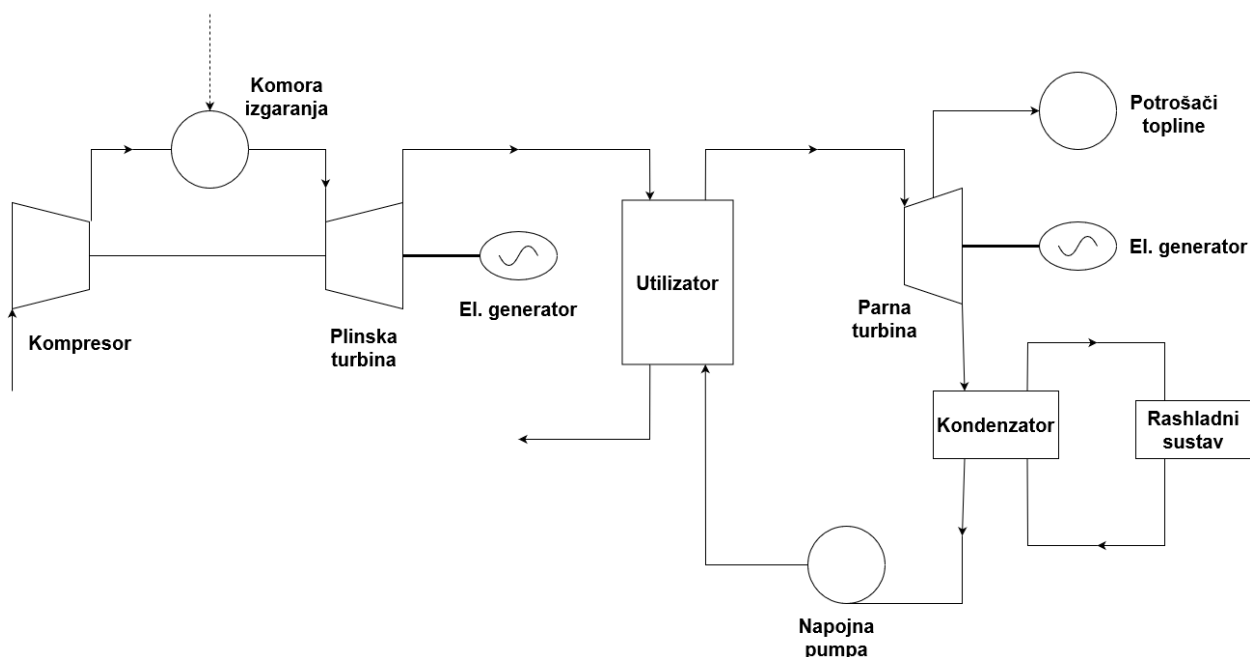 Komora
izgaranja
Potrošači
topline
Kompresor
Plinska
turbina
El. generator
Utilizator
Parna
turbina
El. generator
Kondenzator
Rashladni
sustav
Napojna
pumpa